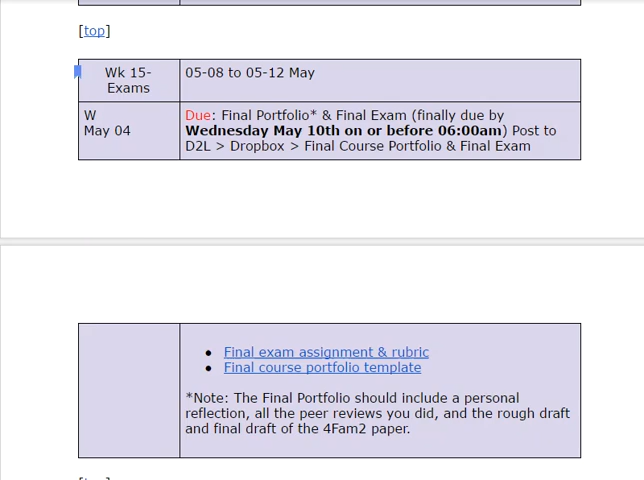 [top]
Wk 15-
Exams
05-08 to 05-12 May
W
May 04
Due: Final Portfolio* & Final Exam (finally due by
Wednesday May 10th on or before 06:00am) Post to
D2L > Dropbox > Final Course Portfolio & Final Exam
● Final exam assignment & rubric
● Final course portfolio template
*Note: The Final Portfolio should include a personal
reflection, all the peer reviews you did, and the rough draft
and final draft of the 4Fam2 paper.